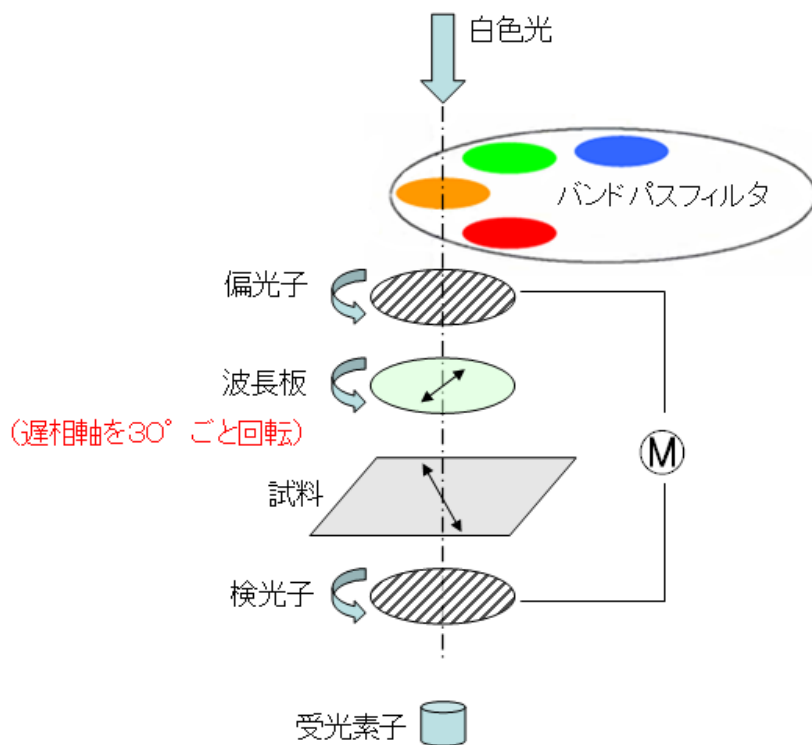 白色光
バンドパスフィルタ
偏光子
波長板
(遅相軸を30°ごと回転)
M
試料
検光子
受光素子